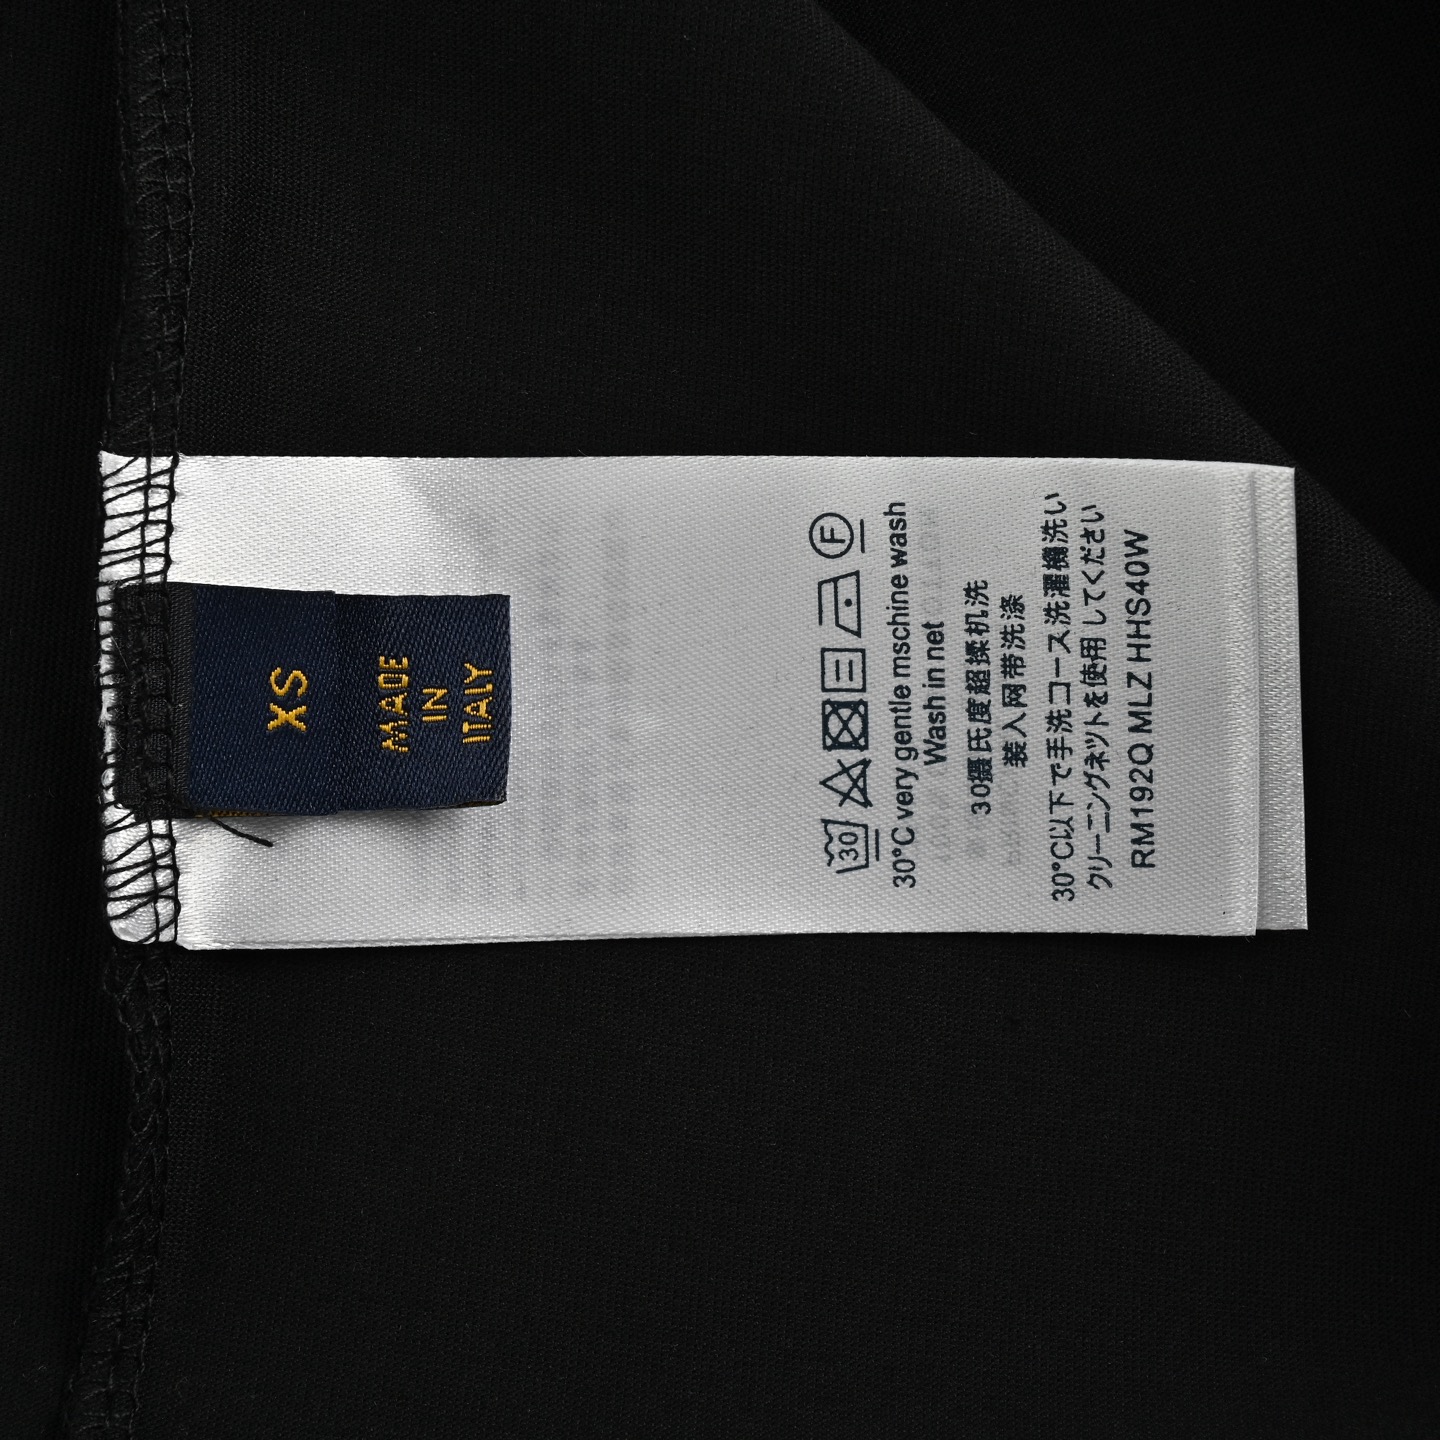 XS
MADE
IN
ITALY
30
F
30°C very gentle mschine wash
Wash in net
30摄氏度超揉机洗
装入网带洗涤
30°C以下で手洗コース洗濯機洗い
クリーニングネツトを使用してください
RM192Q MLZ HHS40W